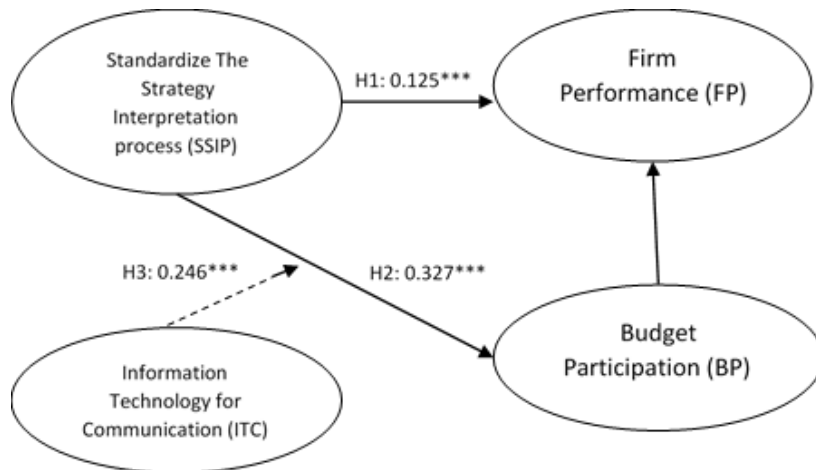 Standardize The
Strategy
Interpretation
process (SSIP)
H1: 0.125***
Firm
Performance (FP)
H3: 0.246***
H2: 0.327***
Information
Technology for
Communication (ITC)
Budget
Participation (BP)